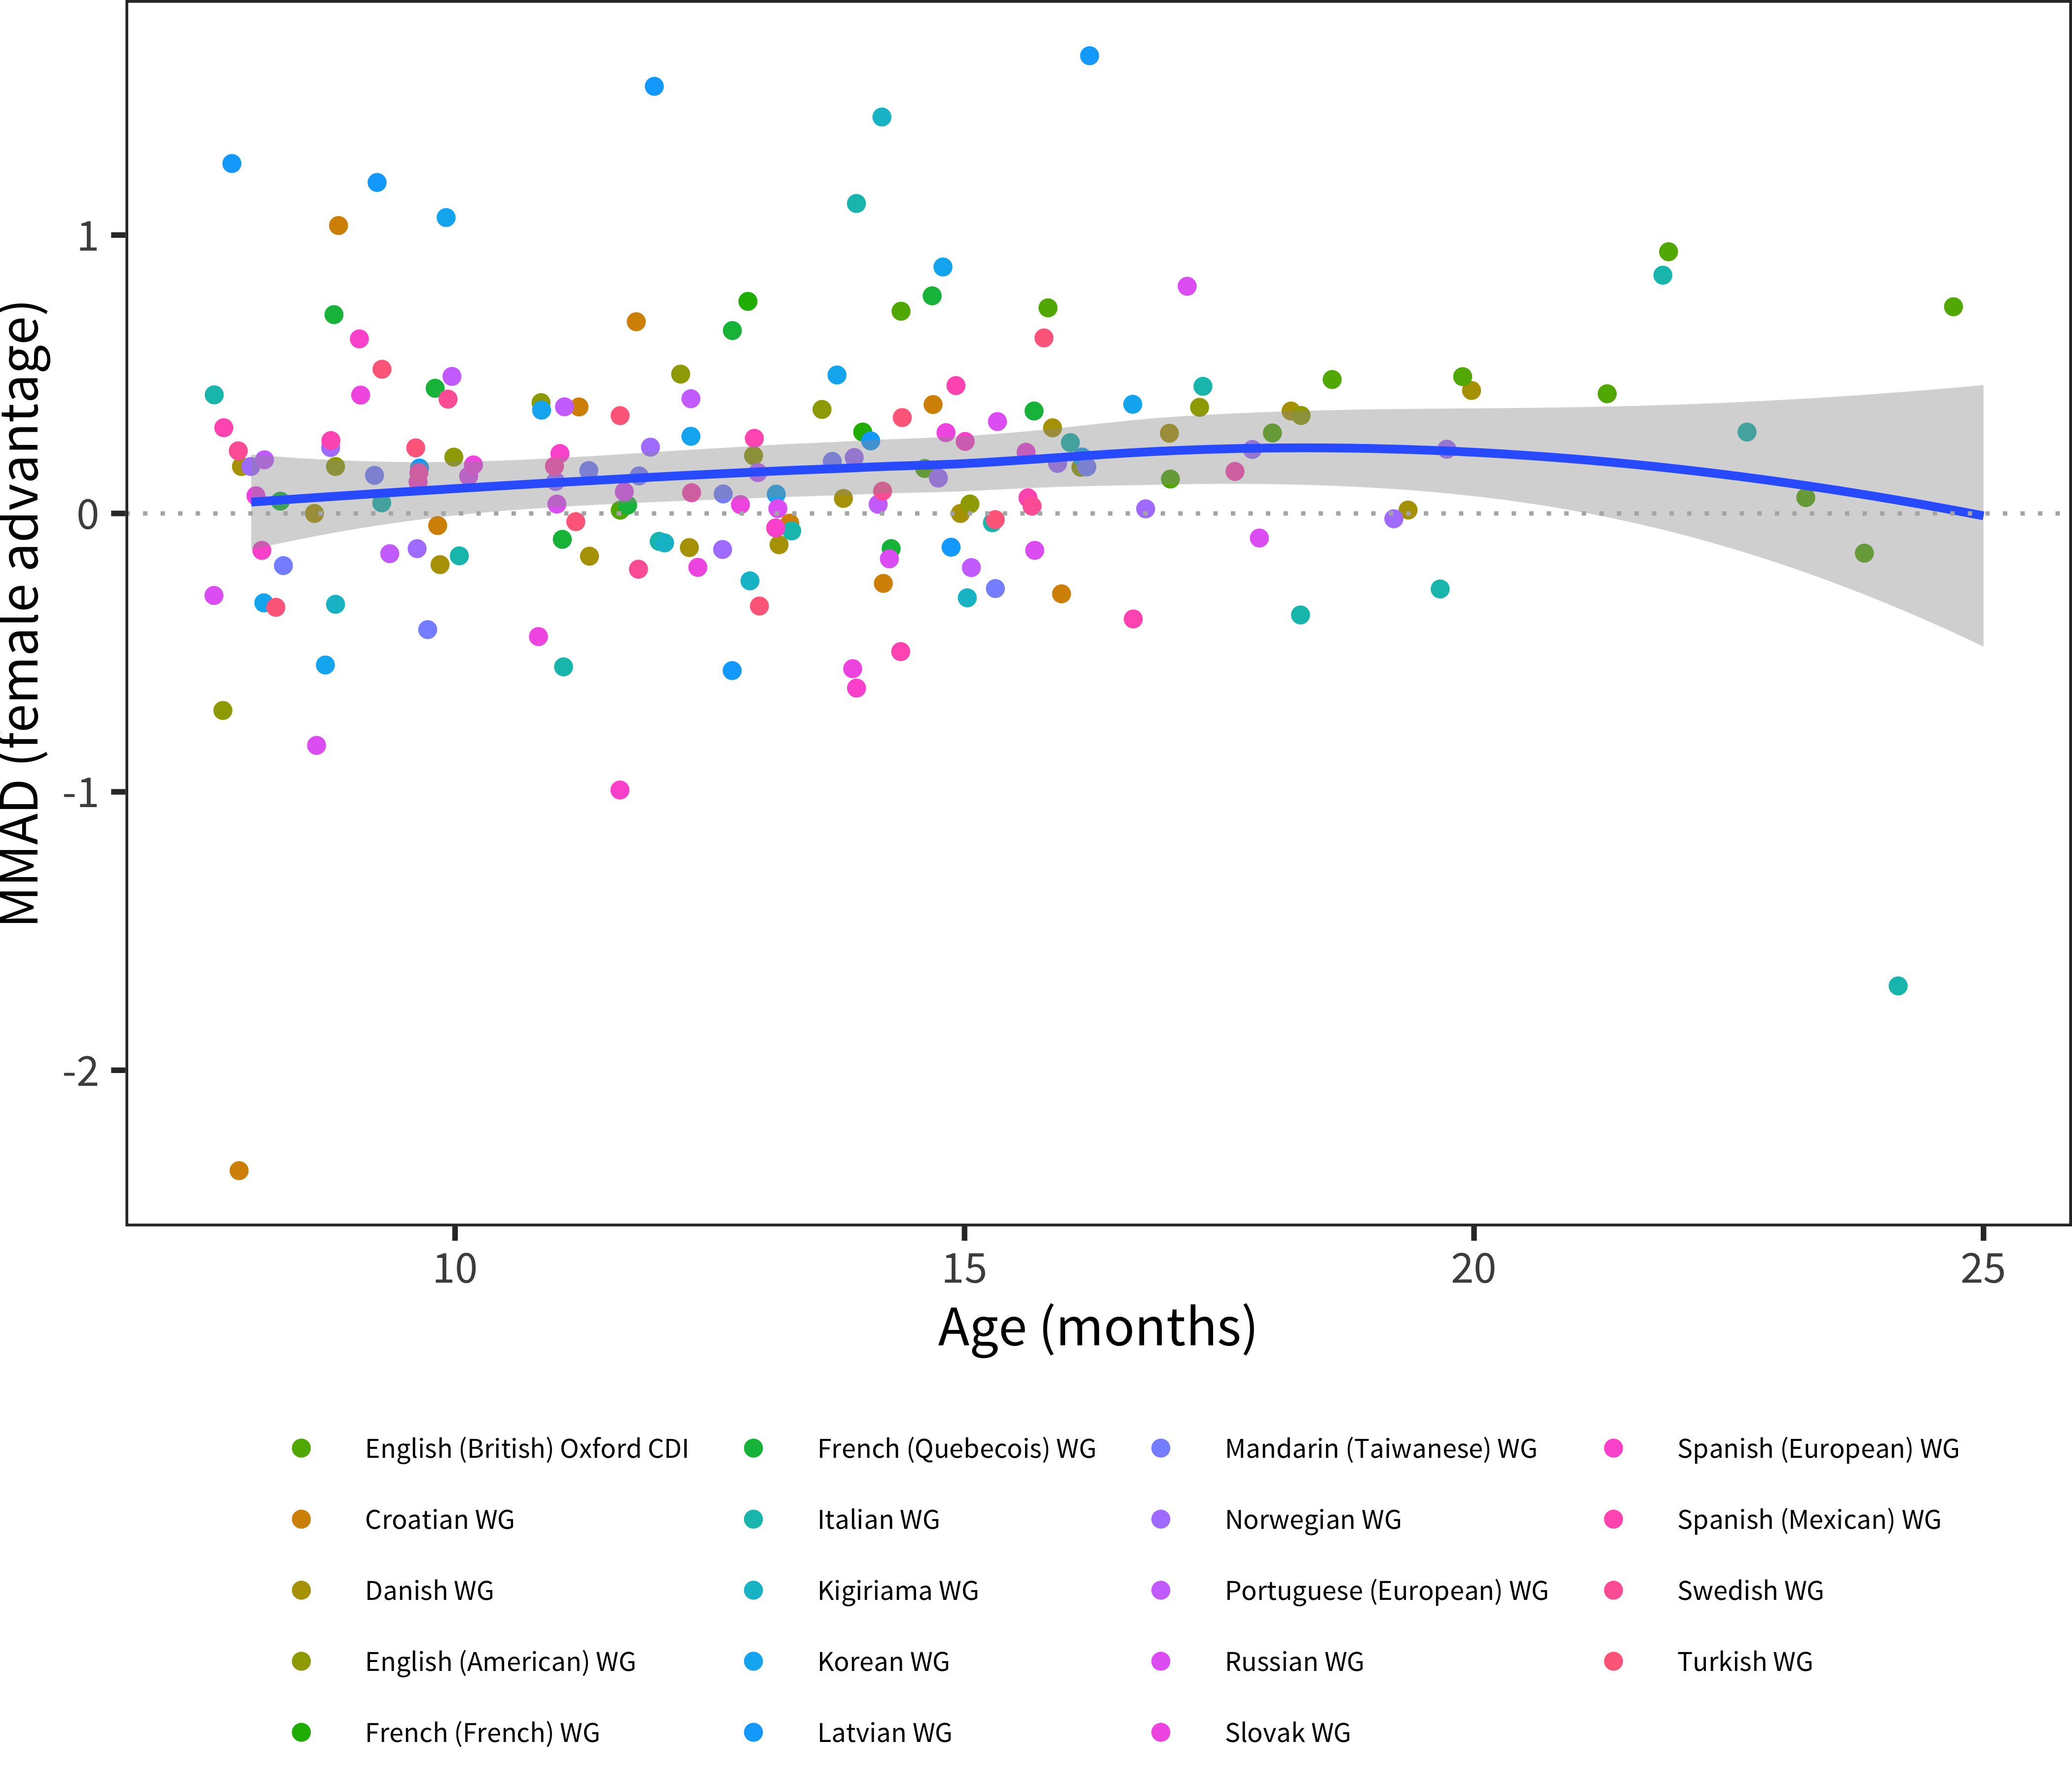 MMAD (female advantage)
1
0
-1
-2
10 15 20 25
Age (months)
English (British) Oxford CDI French (Quebecois) WG Mandarin (Taiwanese) WG Spanish (European) WG
Croatian WG Italian WG Norwegian WG Spanish (Mexican) WG
Danish WG Kigiriama WG Portuguese (European) WG Swedish WG
English (American) WG Korean WG Russian WG Turkish WG
French (French) WG Latvian WG Slovak WG